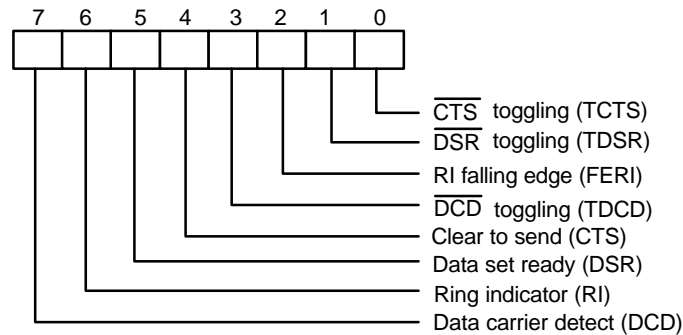 7 6 5 4 3 2 1 0
CTS toggling (TCTS)
DSR toggling (TDSR)
RI falling edge (FERI)
DCD toggling (TDCD)
Clear to send (CTS)
Data set ready (DSR)
Ring indicator (RI)
Data carrier detect (DCD)